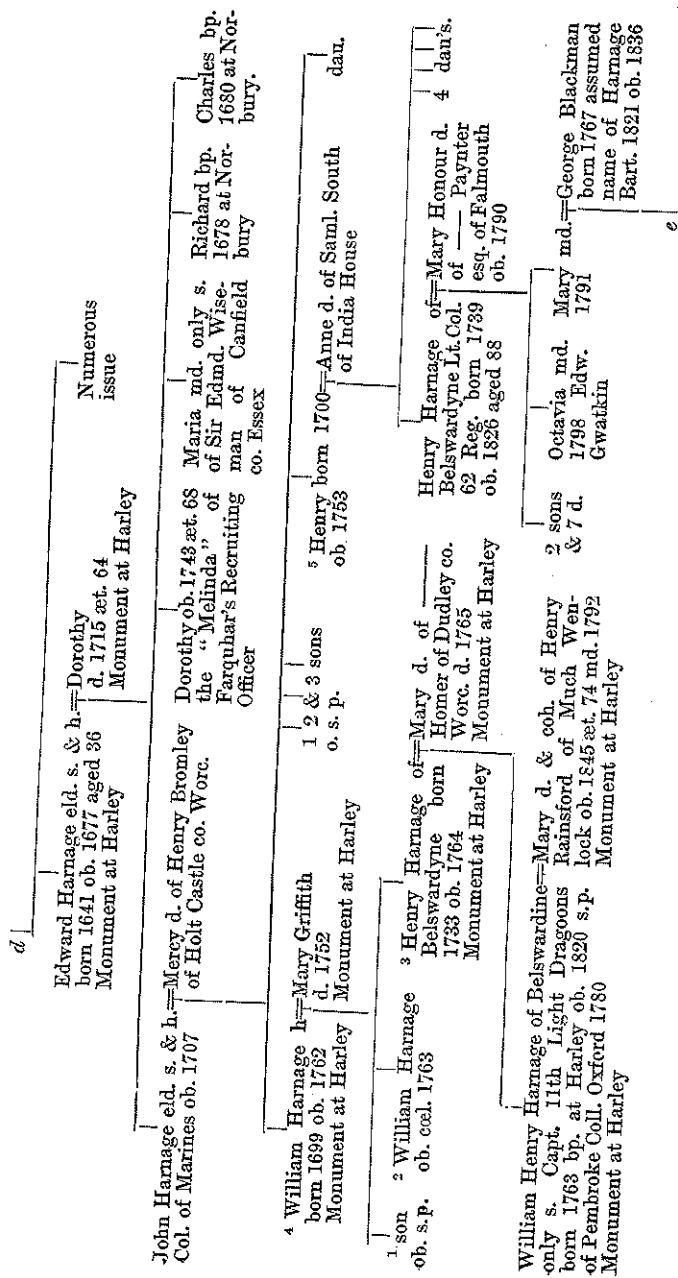 d
Edward Harnage eld. s. & h.=Dorothy
born 1641 ob. 1677 aged 36 d. 1715 æt. 64
Monument at Harley Monument at Harley
Numerous
issue
John Harnage eld. s. & h.=Mercy d. of Henry Bromley
Col. of Marines ob. 1707 of Holt Castle co. Worc.
Dorothy ob. 1743 æt. 68
the "Melinda" of
Farquhar's Recruiting
Officer
Maria md. only s.
of Sir Edmd. Wise-
man of Canfield
co. Essex
Richard bp.
1678 at Nor-
bury
Charles bp.
1680 at Nor-
bury.
4 William Harnage h=Mary Griffith
born 1699 ob. 1762 d. 1752
Monument at Harley Monument at Harley
1 2 & 3 sons
o. s. p.
5 Henry born 1700=Anne d. of Saml. South
ob. 1753 of India House
dau.
1. son
ob. s.p.
2 William Harnage
ob. cœl. 1763
3 Henry Harnage of=Mary d. of ——
Belswardyne born Homer of Dudley co.
1733 ob. 1764 Worc. d. 1765
Monument at Harley Monument at Harley
Henry Harnage of=Mary Honour d.
Belswardyne Lt. Col. of —— Paynter
62 Reg. born 1739 esq. of Falmouth
ob. 1826 aged 88 ob. 1790
4 dau's.
William Henry Harnage of Belswardine=Mary d. & coh. of Henry
only s. Capt. 11th Light Dragoons Rainsford of Much Wen-
born 1763 bp. at Harley ob. 1820 s.p. lock ob. 1845 æt. 74 md. 1792
of Pembroke Coll. Oxford 1780 Monument at Harley
Monument at Harley
2 sons
& 7 d.
Octavia md.
1798 Edw.
Gwatkin
Mary md.=George Blackman
1791 born 1767 assumed
name of Harnage
Bart. 1821 ob. 1836
e